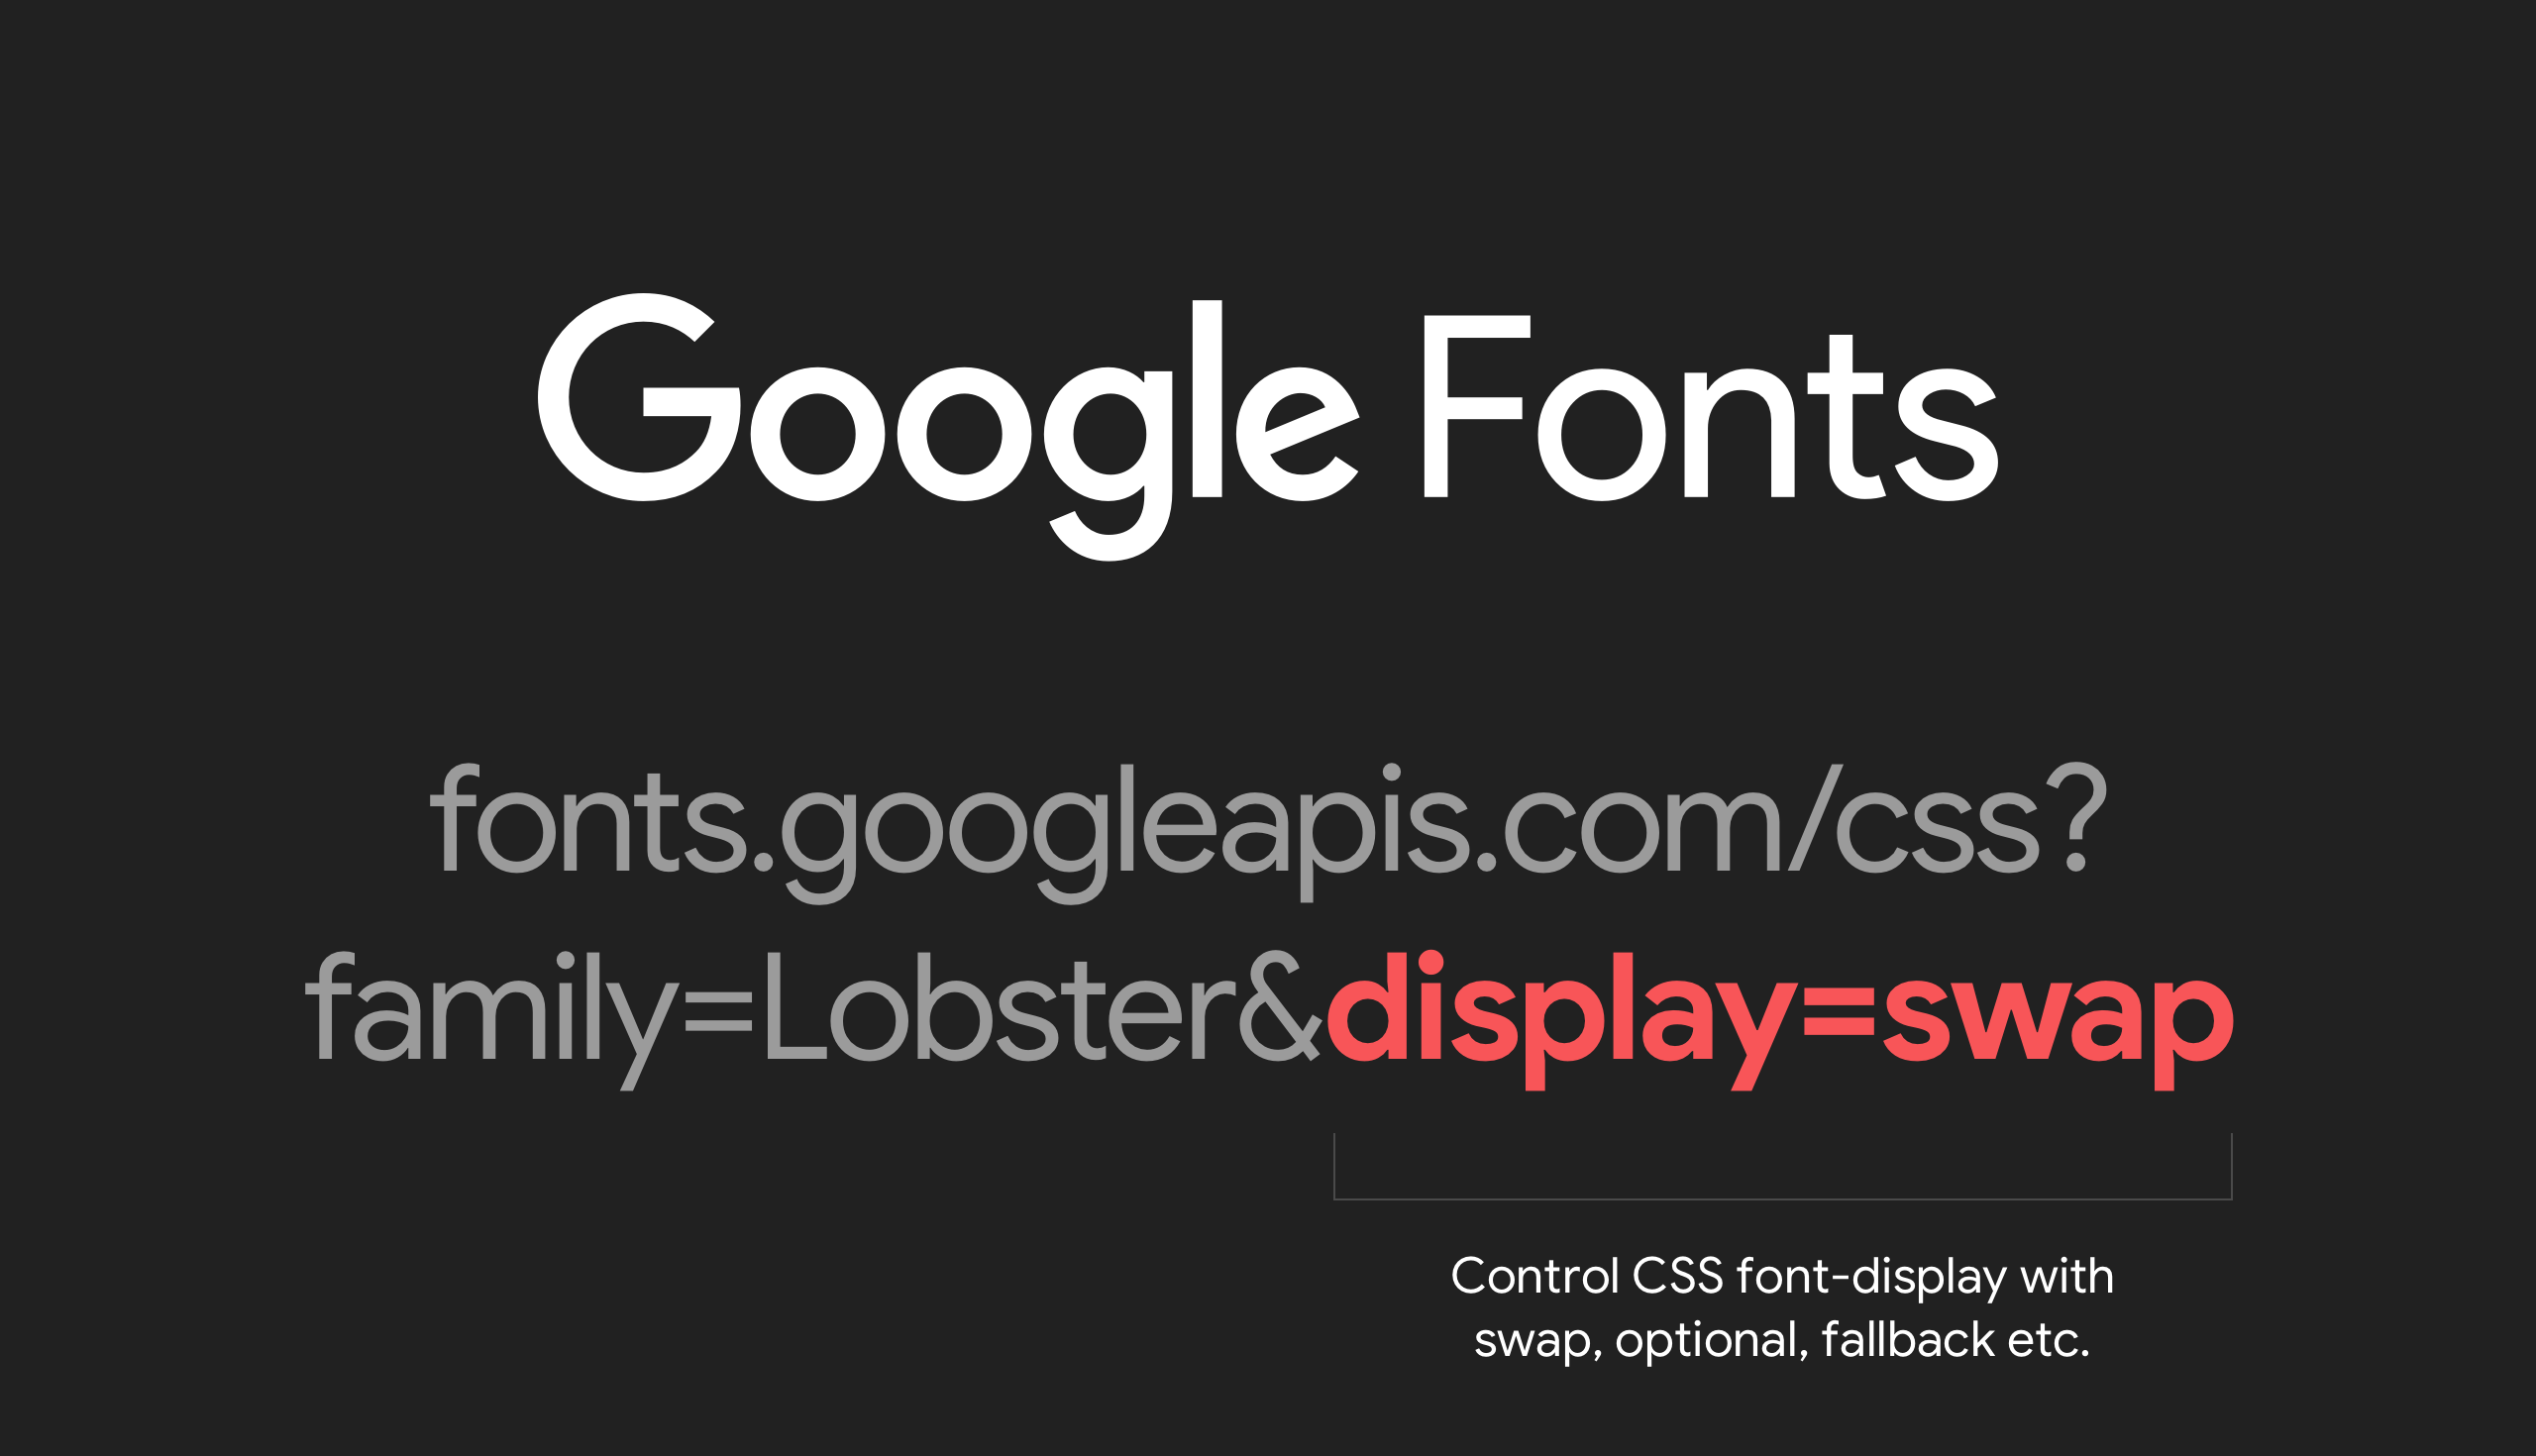 Google Fonts
fonts.googleapis.com/css?
family=Lobster&display=swap
Control CSS font-display with
swap, optional, fallback etc.